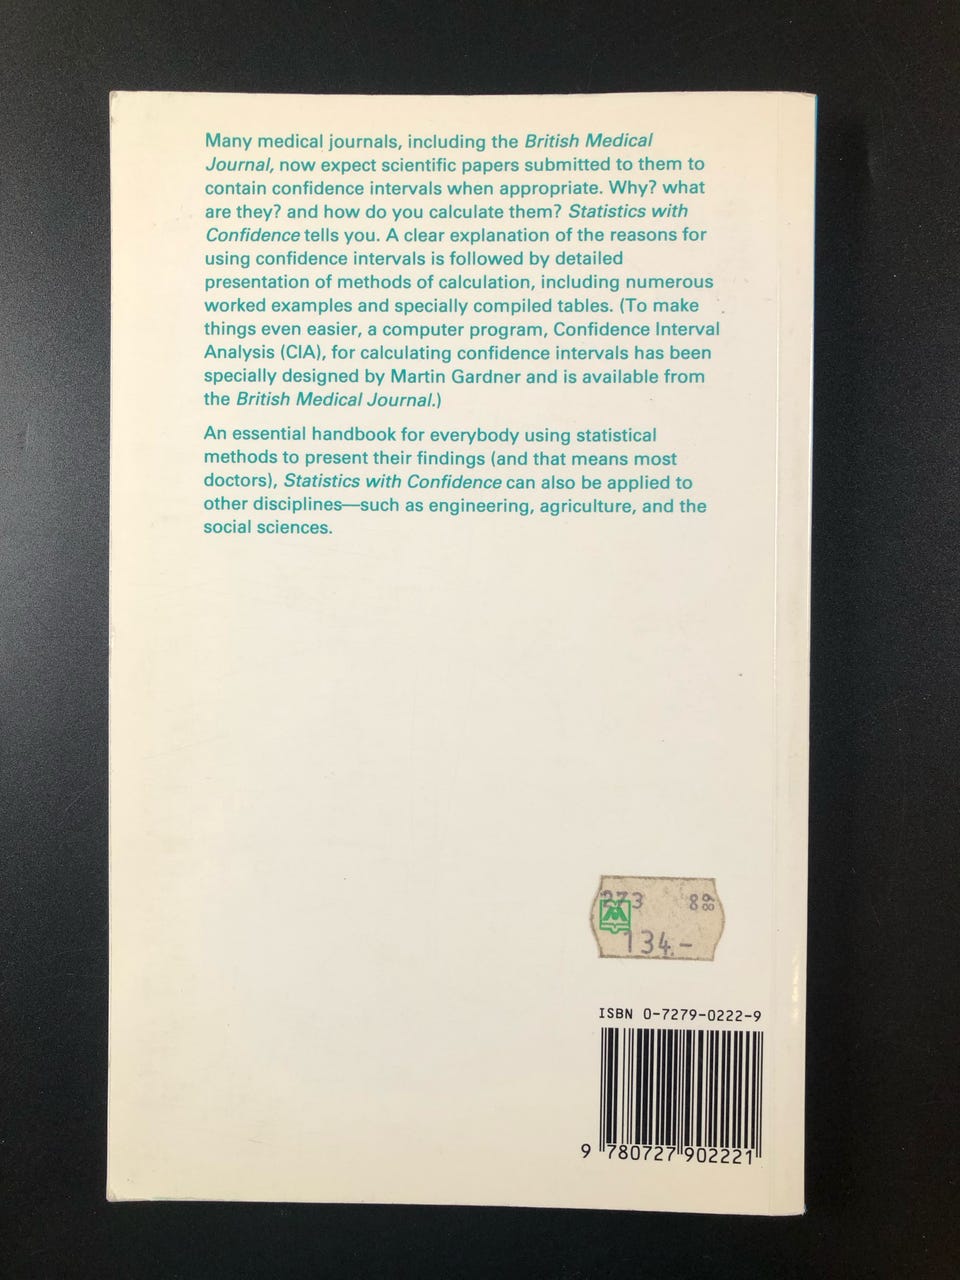 Many medical journals, including the British Medical
Journal, now expect scientific papers submitted to them to
contain confidence intervals when appropriate. Why? what
are they? and how do you calculate them? Statistics with
Confidence tells you. A clear explanation of the reasons for
using confidence intervals is followed by detailed
presentation of methods of calculation, including numerous
worked examples and specially compiled tables. (To make
things even easier, a computer program, Confidence Interval
Analysis (CIA), for calculating confidence intervals has been
specially designed by Martin Gardner and is available from
the British Medical Journal.)
An essential handbook for everybody using statistical
methods to present their findings (and that means most
doctors), Statistics with Confidence can also be applied to
other disciplines—such as engineering, agriculture, and the
social sciences.
273 8
134.-
ISBN 0-7279-0222-9
9 780727 902221